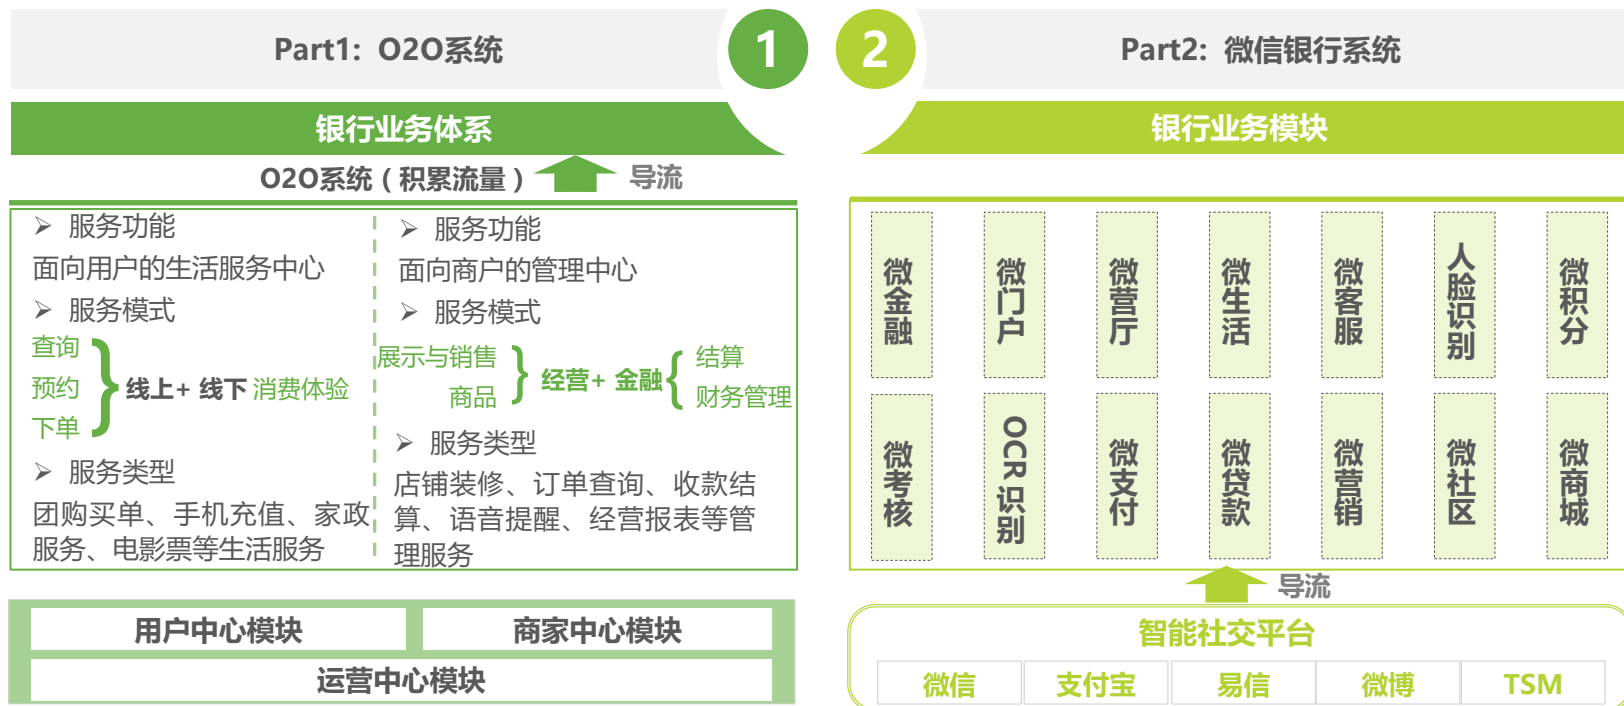 Part1: O2O系统
1
银行业务体系
O2O系统（积累流量）
导流
➢ 服务功能
面向用户的生活服务中心
➢ 服务模式
查询
预约
下单
线上+ 线下 消费体验
➢ 服务类型
团购买单、手机充值、家政
服务、电影票等生活服务
➢ 服务功能
面向商户的管理中心
➢ 服务模式
展示与销售
商品
经营+ 金融
结算
财务管理
➢ 服务类型
店铺装修、订单查询、收款结
算、语音提醒、经营报表等管
理服务
用户中心模块
商家中心模块
运营中心模块
2
Part2: 微信银行系统
银行业务模块
微金融
微门户
微营厅
微生活
微客服
人脸识别
微积分
微考核
OCR识别
微支付
微贷款
微营销
微社区
微商城
导流
智能社交平台
微信
支付宝
易信
微博
TSM